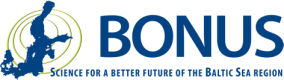 BONUS
SCIENCE FOR A BETTER FUTURE OF THE BALTIC SEA REGION